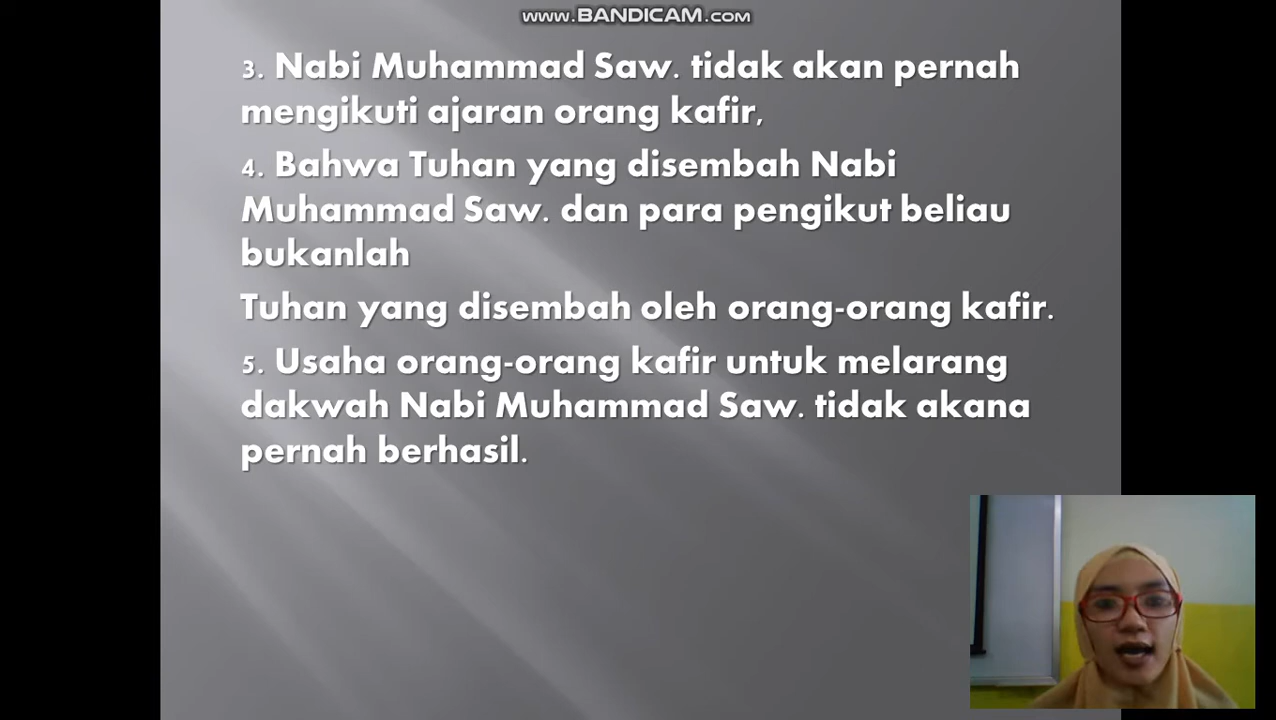 www.BANDICAM.com
3. Nabi Muhammad Saw. tidak akan pernah
mengikuti ajaran orang kafir,
4. Bahwa Tuhan yang disembah Nabi
Muhammad Saw. dan para pengikut beliau
bukanlah
Tuhan yang disembah oleh orang-orang kafir.
5. Usaha orang-orang kafir untuk melarang
dakwah Nabi Muhammad Saw. tidak akana
pernah berhasil.